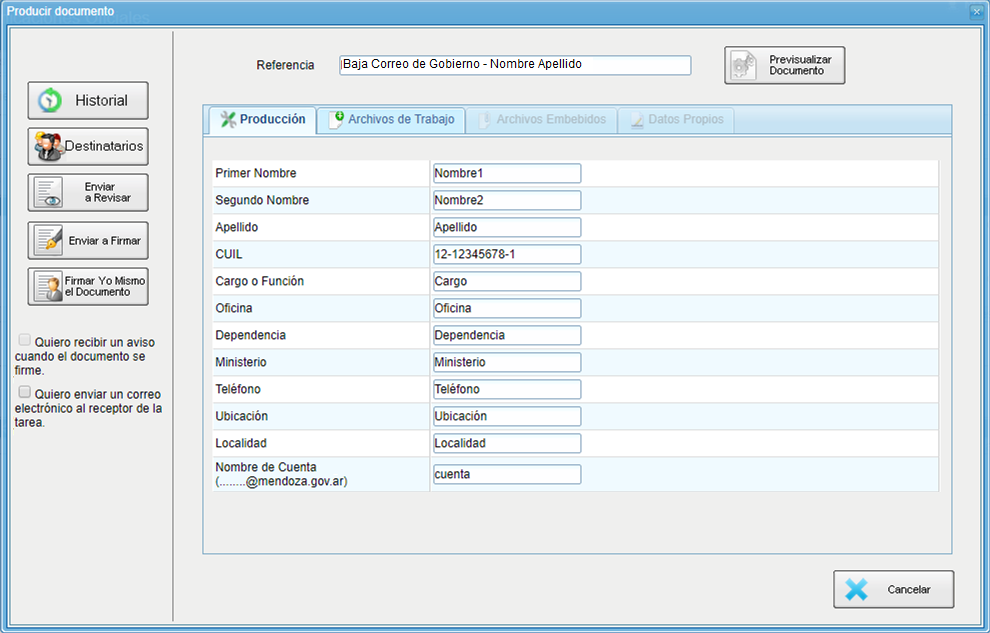 Producir documento
Referencia
Baja Correo de Gobierno - Nombre Apellido
Previsualizar
Documento
Historial
Destinatarios
Enviar
a Revisar
Enviar a Firmar
Firmar Yo Mismo
el Documento
Quiero recibir un aviso
cuando el documento se
firme.
Quiero enviar un correo
electrónico al receptor de la
tarea.
Producción
Archivos de Trabajo
Archivos Embebidos
Datos Propios
Primer Nombre
Nombre1
Segundo Nombre
Nombre2
Apellido
Apellido
CUIL
12-12345678-1
Cargo o Función
Cargo
Oficina
Oficina
Dependencia
Dependencia
Ministerio
Ministerio
Teléfono
Teléfono
Ubicación
Ubicación
Localidad
Localidad
Nombre de Cuenta
(........@mendoza.gov.ar)
cuenta
Cancelar